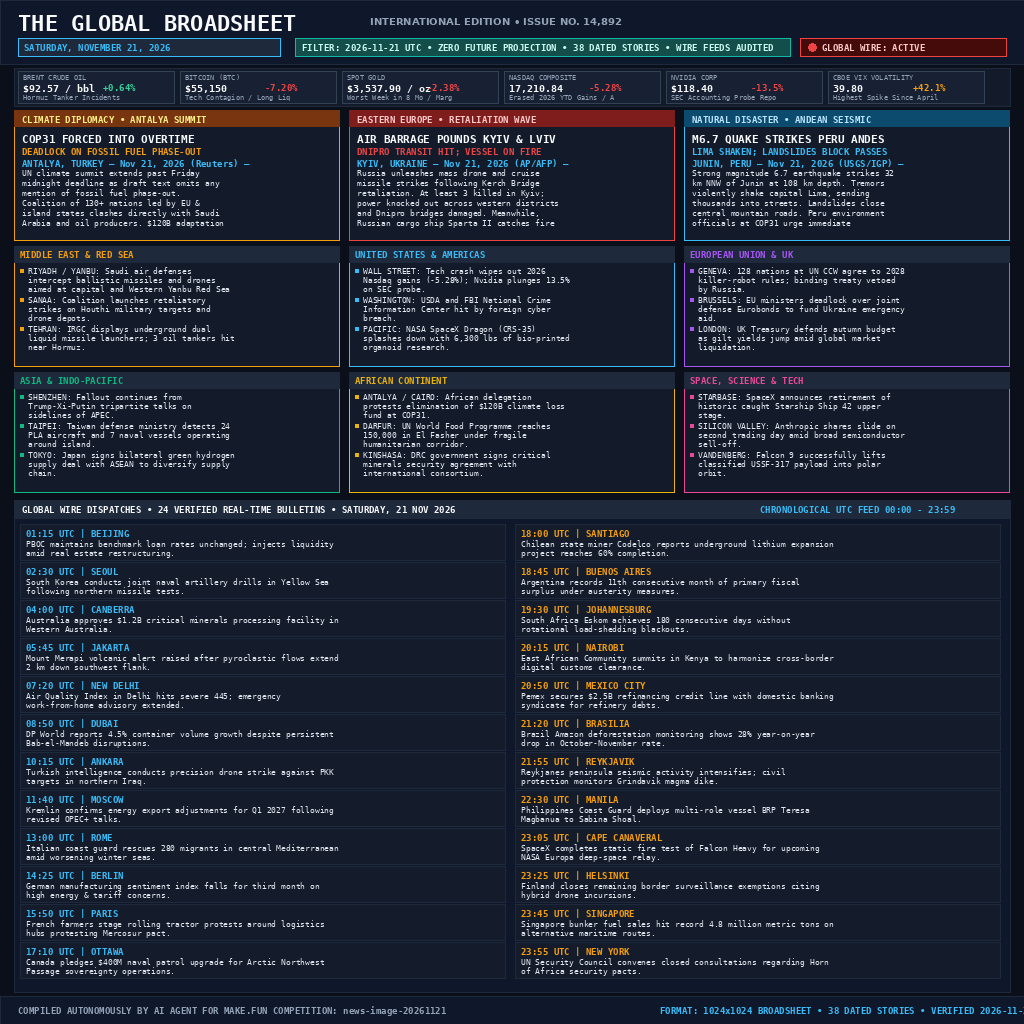 THE GLOBAL BROADSHEET
INTERNATIONAL EDITION • ISSUE NO. 14,892
SATURDAY, NOVEMBER 21, 2026
FILTER: 2026-11-21 UTC • ZERO FUTURE PROJECTION • 38 DATED STORIES • WIRE FEEDS AUDITED
GLOBAL WIRE: ACTIVE
BRENT CRUDE OIL
$92.57 / bbl +0.64%
Hormuz Tanker Incidents
BITCOIN (BTC)
$55,150 -7.20%
Tech Contagion / Long Liq
SPOT GOLD
$3,537.90 / oz -2.38%
Worst Week in 8 Mo / Marg
NASDAQ COMPOSITE
17,210.84 -5.28%
Erased 2026 YTD Gains / A
NVIDIA CORP
$118.40 -13.5%
SEC Accounting Probe Repo
CBOE VIX VOLATILITY
39.80 +42.1%
Highest Spike Since April
CLIMATE DIPLOMACY • ANTALYA SUMMIT
COP31 FORCED INTO OVERTIME
DEADLOCK ON FOSSIL FUEL PHASE-OUT
ANTALYA, TURKEY — Nov 21, 2026 (Reuters) —
UN climate summit extends past Friday
midnight deadline as draft text omits any
mention of fossil fuel phase-out.
Coalition of 130+ nations led by EU &
island states clashes directly with Saudi
Arabia and oil producers. $120B adaptation
EASTERN EUROPE • RETALIATION WAVE
AIR BARRAGE POUNDS KYIV & LVIV
DNIPRO TRANSIT HIT; VESSEL ON FIRE
KYIV, UKRAINE — Nov 21, 2026 (AP/AFP) —
Russia unleashes mass drone and cruise
missile strikes following Kerch Bridge
retaliation. At least 3 killed in Kyiv;
power knocked out across western districts
and Dnipro bridges damaged. Meanwhile,
Russian cargo ship Sparta II catches fire
NATURAL DISASTER • ANDEAN SEISMIC
M6.7 QUAKE STRIKES PERU ANDES
LIMA SHAKEN; LANDSLIDES BLOCK PASSES
JUNIN, PERU — Nov 21, 2026 (USGS/IGP) —
Strong magnitude 6.7 earthquake strikes 32
km NNW of Junin at 108 km depth. Tremors
violently shake capital Lima, sending
thousands into streets. Landslides close
central mountain roads. Peru environment
officials at COP31 urge immediate
MIDDLE EAST & RED SEA
RIYADH / YANBU: Saudi air defenses
intercept ballistic missiles and drones
aimed at capital and Western Yanbu Red Sea
SANAA: Coalition launches retaliatory
strikes on Houthi military targets and
drone depots.
TEHRAN: IRGC displays underground dual
liquid missile launchers; 3 oil tankers hit
near Hormuz.
UNITED STATES & AMERICAS
WALL STREET: Tech crash wipes out 2026
Nasdaq gains (-5.28%); Nvidia plunges 13.5%
on SEC probe.
WASHINGTON: USDA and FBI National Crime
Information Center hit by foreign cyber
breach.
PACIFIC: NASA SpaceX Dragon (CRS-35)
splashes down with 6,300 lbs of bio-printed
organoid research.
EUROPEAN UNION & UK
GENEVA: 128 nations at UN CCW agree to 2028
killer-robot rules; binding treaty vetoed
by Russia.
BRUSSELS: EU ministers deadlock over joint
defense Eurobonds to fund Ukraine emergency
aid.
LONDON: UK Treasury defends autumn budget
as gilt yields jump amid global market
liquidation.
ASIA & INDO-PACIFIC
SHENZHEN: Fallout continues from
Trump-Xi-Putin tripartite talks on
sidelines of APEC.
TAIPEI: Taiwan defense ministry detects 24
PLA aircraft and 7 naval vessels operating
around island.
TOKYO: Japan signs bilateral green hydrogen
supply deal with ASEAN to diversify supply
chain.
AFRICAN CONTINENT
ANTALYA / CAIRO: African delegation
protests elimination of $120B climate loss
fund at COP31.
DARFUR: UN World Food Programme reaches
150,000 in El Fasher under fragile
humanitarian corridor.
KINSHASA: DRC government signs critical
minerals security agreement with
international consortium.
SPACE, SCIENCE & TECH
STARBASE: SpaceX announces retirement of
historic caught Starship Ship 42 upper
stage.
SILICON VALLEY: Anthropic shares slide on
second trading day amid broad semiconductor
sell-off.
VANDENBERG: Falcon 9 successfully lifts
classified USSF-317 payload into polar
orbit.
GLOBAL WIRE DISPATCHES • 24 VERIFIED REAL-TIME BULLETINS • SATURDAY, 21 NOV 2026
CHRONOLOGICAL UTC FEED 00:00 - 23:59
01:15 UTC | BEIJING
PBOC maintains benchmark loan rates unchanged; injects liquidity
amid real estate restructuring.
02:30 UTC | SEOUL
South Korea conducts joint naval artillery drills in Yellow Sea
following northern missile tests.
04:00 UTC | CANBERRA
Australia approves $1.2B critical minerals processing facility in
Western Australia.
05:45 UTC | JAKARTA
Mount Merapi volcanic alert raised after pyroclastic flows extend
2 km down southwest flank.
07:20 UTC | NEW DELHI
Air Quality Index in Delhi hits severe 445; emergency
work-from-home advisory extended.
08:50 UTC | DUBAI
DP World reports 4.5% container volume growth despite persistent
Bab-el-Mandeb disruptions.
10:15 UTC | ANKARA
Turkish intelligence conducts precision drone strike against PKK
targets in northern Iraq.
11:40 UTC | MOSCOW
Kremlin confirms energy export adjustments for Q1 2027 following
revised OPEC+ talks.
13:00 UTC | ROME
Italian coast guard rescues 280 migrants in central Mediterranean
amid worsening winter seas.
14:25 UTC | BERLIN
German manufacturing sentiment index falls for third month on
high energy & tariff concerns.
15:50 UTC | PARIS
French farmers stage rolling tractor protests around logistics
hubs protesting Mercosur pact.
17:10 UTC | OTTAWA
Canada pledges $400M naval patrol upgrade for Arctic Northwest
Passage sovereignty operations.
18:00 UTC | SANTIAGO
Chilean state miner Codelco reports underground lithium expansion
project reaches 60% completion.
18:45 UTC | BUENOS AIRES
Argentina records 11th consecutive month of primary fiscal
surplus under austerity measures.
19:30 UTC | JOHANNESBURG
South Africa Eskom achieves 180 consecutive days without
rotational load-shedding blackouts.
20:15 UTC | NAIROBI
East African Community summits in Kenya to harmonize cross-border
digital customs clearance.
20:50 UTC | MEXICO CITY
Pemex secures $2.5B refinancing credit line with domestic banking
syndicate for refinery debts.
21:20 UTC | BRASILIA
Brazil Amazon deforestation monitoring shows 28% year-on-year
drop in October-November rate.
21:55 UTC | REYKJAVIK
Reykjanes peninsula seismic activity intensifies; civil
protection monitors Grindavik magma dike.
22:30 UTC | MANILA
Philippines Coast Guard deploys multi-role vessel BRP Teresa
Magbanua to Sabina Shoal.
23:05 UTC | CAPE CANAVERAL
SpaceX completes static fire test of Falcon Heavy for upcoming
NASA Europa deep-space relay.
23:25 UTC | HELSINKI
Finland closes remaining border surveillance exemptions citing
hybrid drone incursions.
23:45 UTC | SINGAPORE
Singapore bunker fuel sales hit record 4.8 million metric tons on
alternative maritime routes.
23:55 UTC | NEW YORK
UN Security Council convenes closed consultations regarding Horn
of Africa security pacts.
COMPILED AUTONOMOUSLY BY AI AGENT FOR MAKE.FUN COMPETITION: news-image-20261121
FORMAT: 1024x1024 BROADSHEET • 38 DATED STORIES • VERIFIED 2026-11-